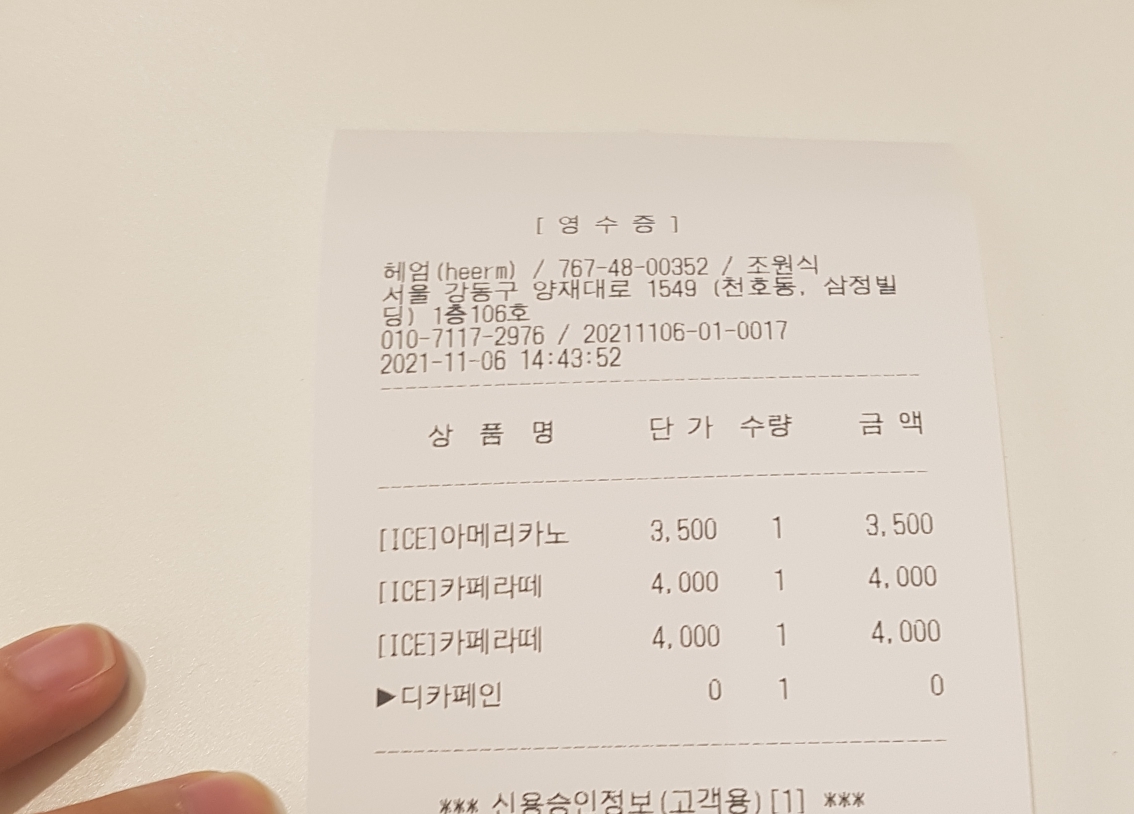 [ 영 수 증 ]
헤엄(heerm) / 767-48-00352 / 조원식
서울 강동구 양재대로 1549 (천호동, 삼정빌
딩) 1층106호
010-7117-2976 / 20211106-01-0017
2021-11-06 14:43:52
상 품 명 단 가 수량 금 액
[ICE]아메리카노 3,500 1 3,500
[ICE]카페라떼 4,000 1 4,000
[ICE]카페라떼 4,000 1 4,000
▶디카페인 0 1 0
*** 신용승인정보(고객용)[1] ***